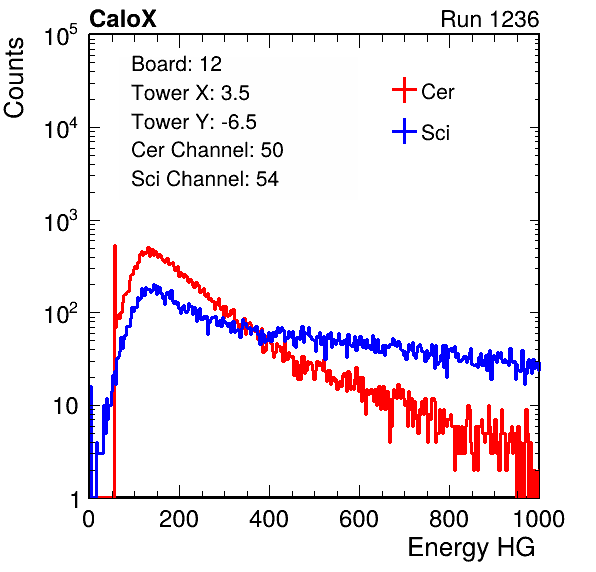 CaloX Run 1236
Counts
10^5
10^4
10^3
10^2
10
1
Board: 12
Tower X: 3.5
Tower Y: -6.5
Cer Channel: 50
Sci Channel: 54
Cer
Sci
0 200 400 600 800 1000
Energy HG